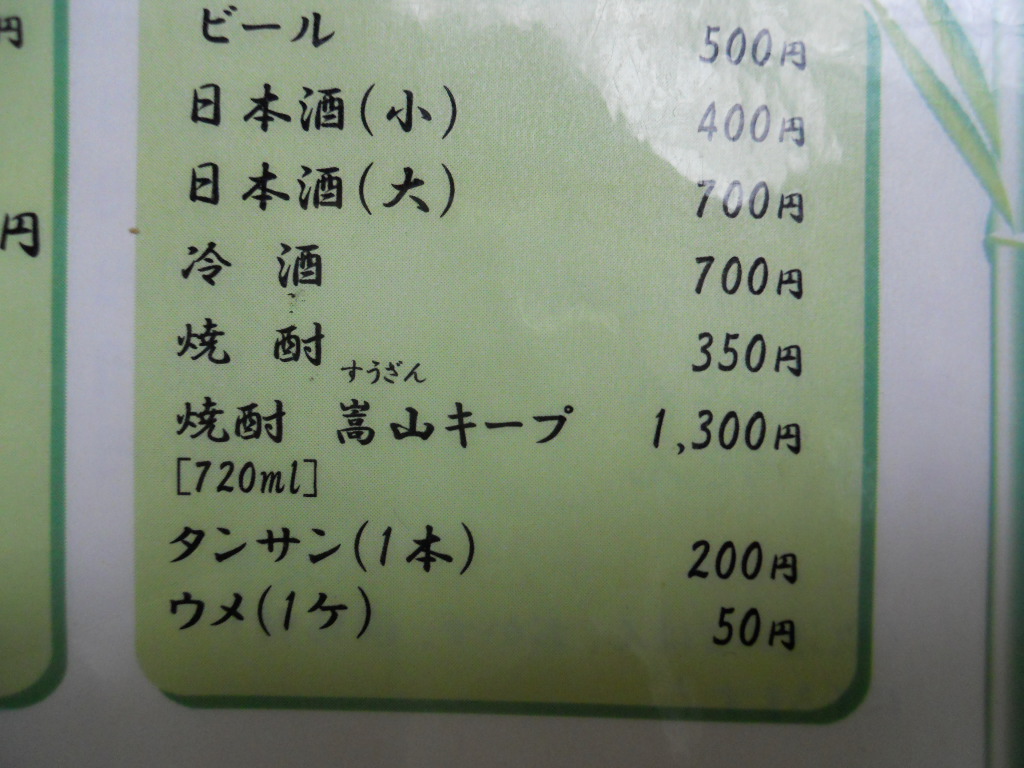 円
円
ビール 500円
日本酒(小) 400円
日本酒(大) 700円
冷酒 700円
焼酎 350円
すうざん
焼酎 嵩山キープ 1,300円
[720ml]
タンサン(1本) 200円
ウメ(1ケ) 50円